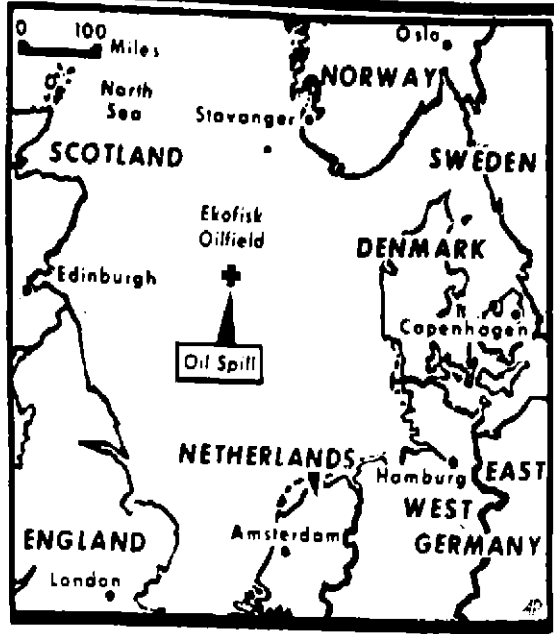 0 100
Miles
Oslo
North
Sea
NORWAY
Stavanger
SCOTLAND
SWEDEN
Ekofisk
Oilfield
DENMARK
Edinburgh
Copenhagen
Oil Spill
NETHERLANDS
Hamburg
EAST
WEST
GERMANY
Amsterdam
ENGLAND
London
AP